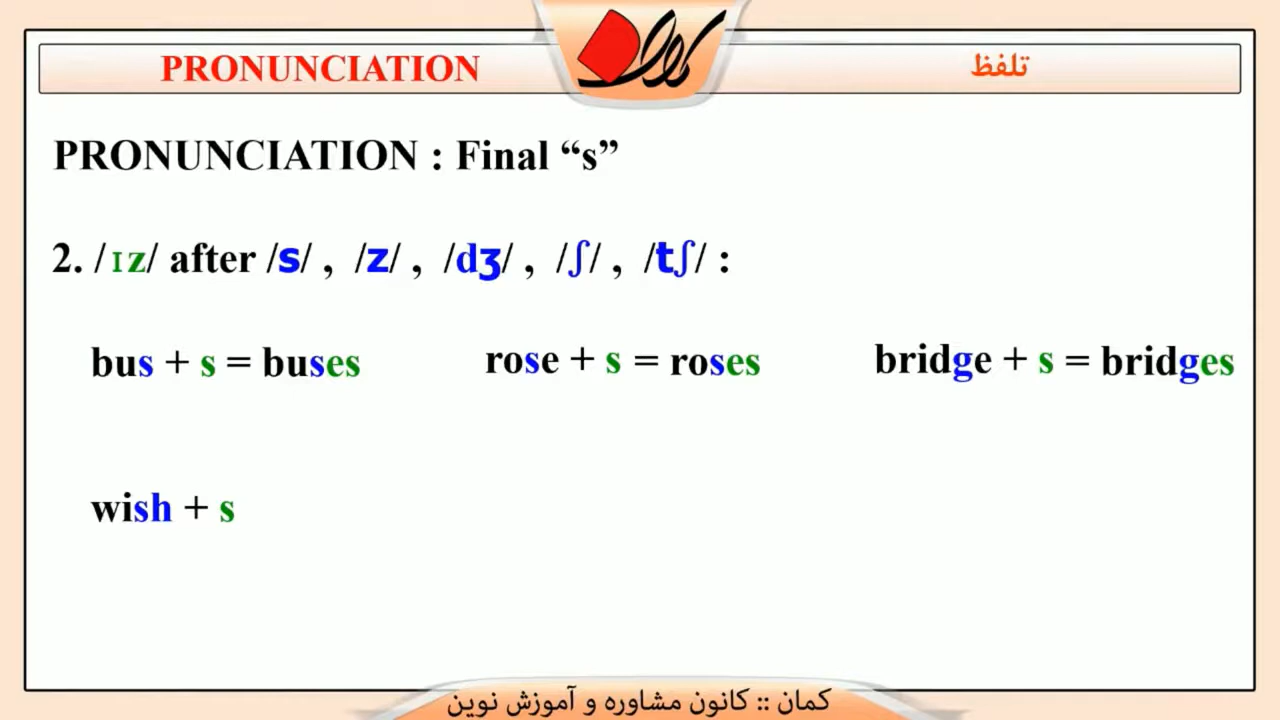 PRONUNCIATION
تلفظ
کمان
PRONUNCIATION : Final “s”
2. /ɪz/ after /s/ , /z/ , /dʒ/ , /ʃ/ , /tʃ/ :
bus + s = buses rose + s = roses bridge + s = bridges
wish + s
کمان :: کانون مشاوره و آموزش نوین